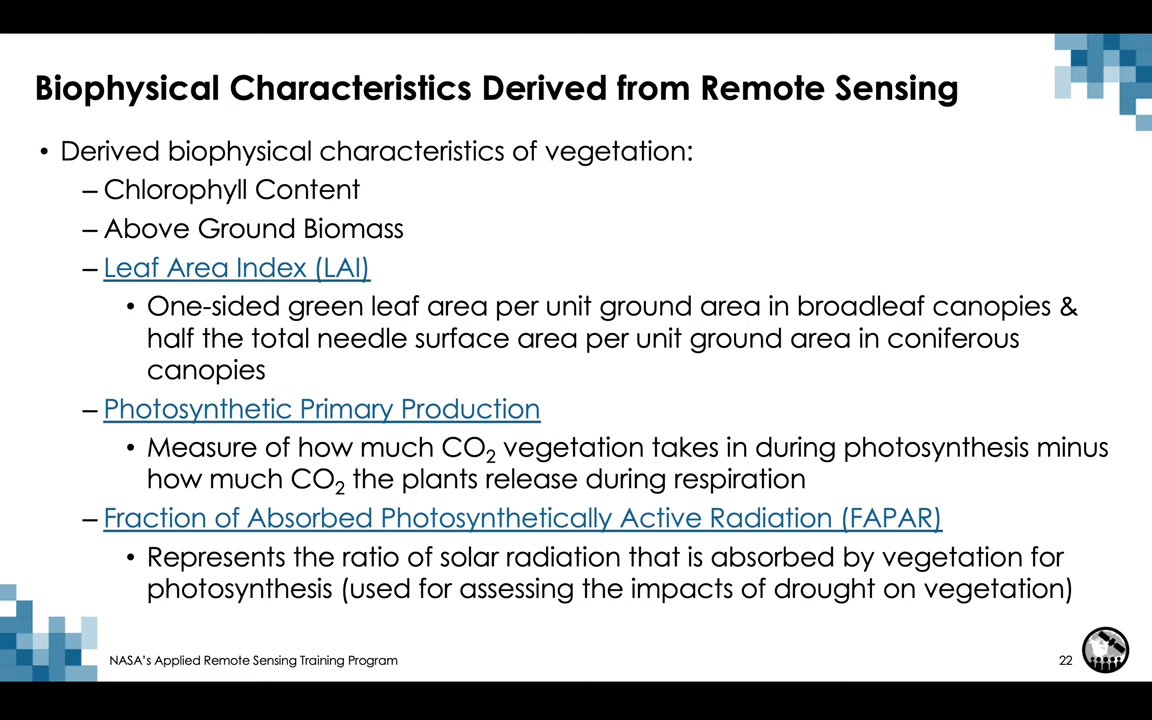 Biophysical Characteristics Derived from Remote Sensing
• Derived biophysical characteristics of vegetation:
– Chlorophyll Content
– Above Ground Biomass
– Leaf Area Index (LAI)
• One-sided green leaf area per unit ground area in broadleaf canopies &
half the total needle surface area per unit ground area in coniferous
canopies
– Photosynthetic Primary Production
• Measure of how much CO₂ vegetation takes in during photosynthesis minus
how much CO₂ the plants release during respiration
– Fraction of Absorbed Photosynthetically Active Radiation (FAPAR)
• Represents the ratio of solar radiation that is absorbed by vegetation for
photosynthesis (used for assessing the impacts of drought on vegetation)
NASA's Applied Remote Sensing Training Program
22